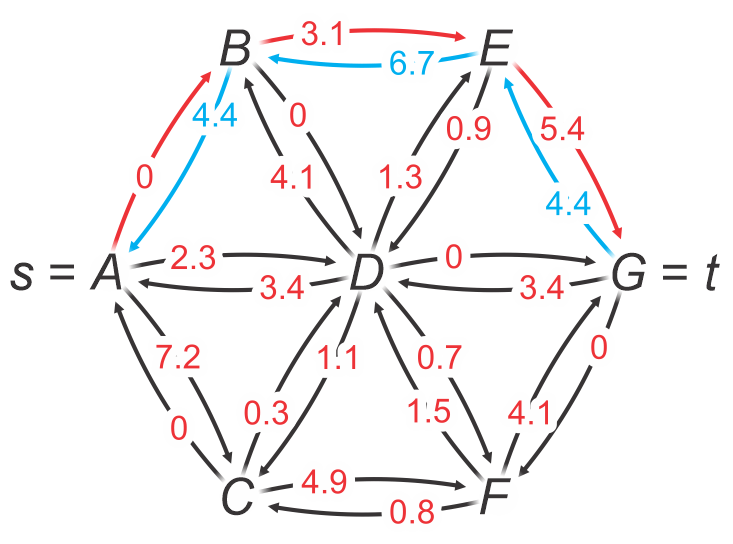 B 3.1 E
6.7
4.4 0 0.9 5.4
0 4.1 1.3 4.4
s = A 2.3 D 0 G = t
3.4 3.4
7.2 1.1 0.7 0
0 0.3 1.5 4.1
C 4.9 F
0.8